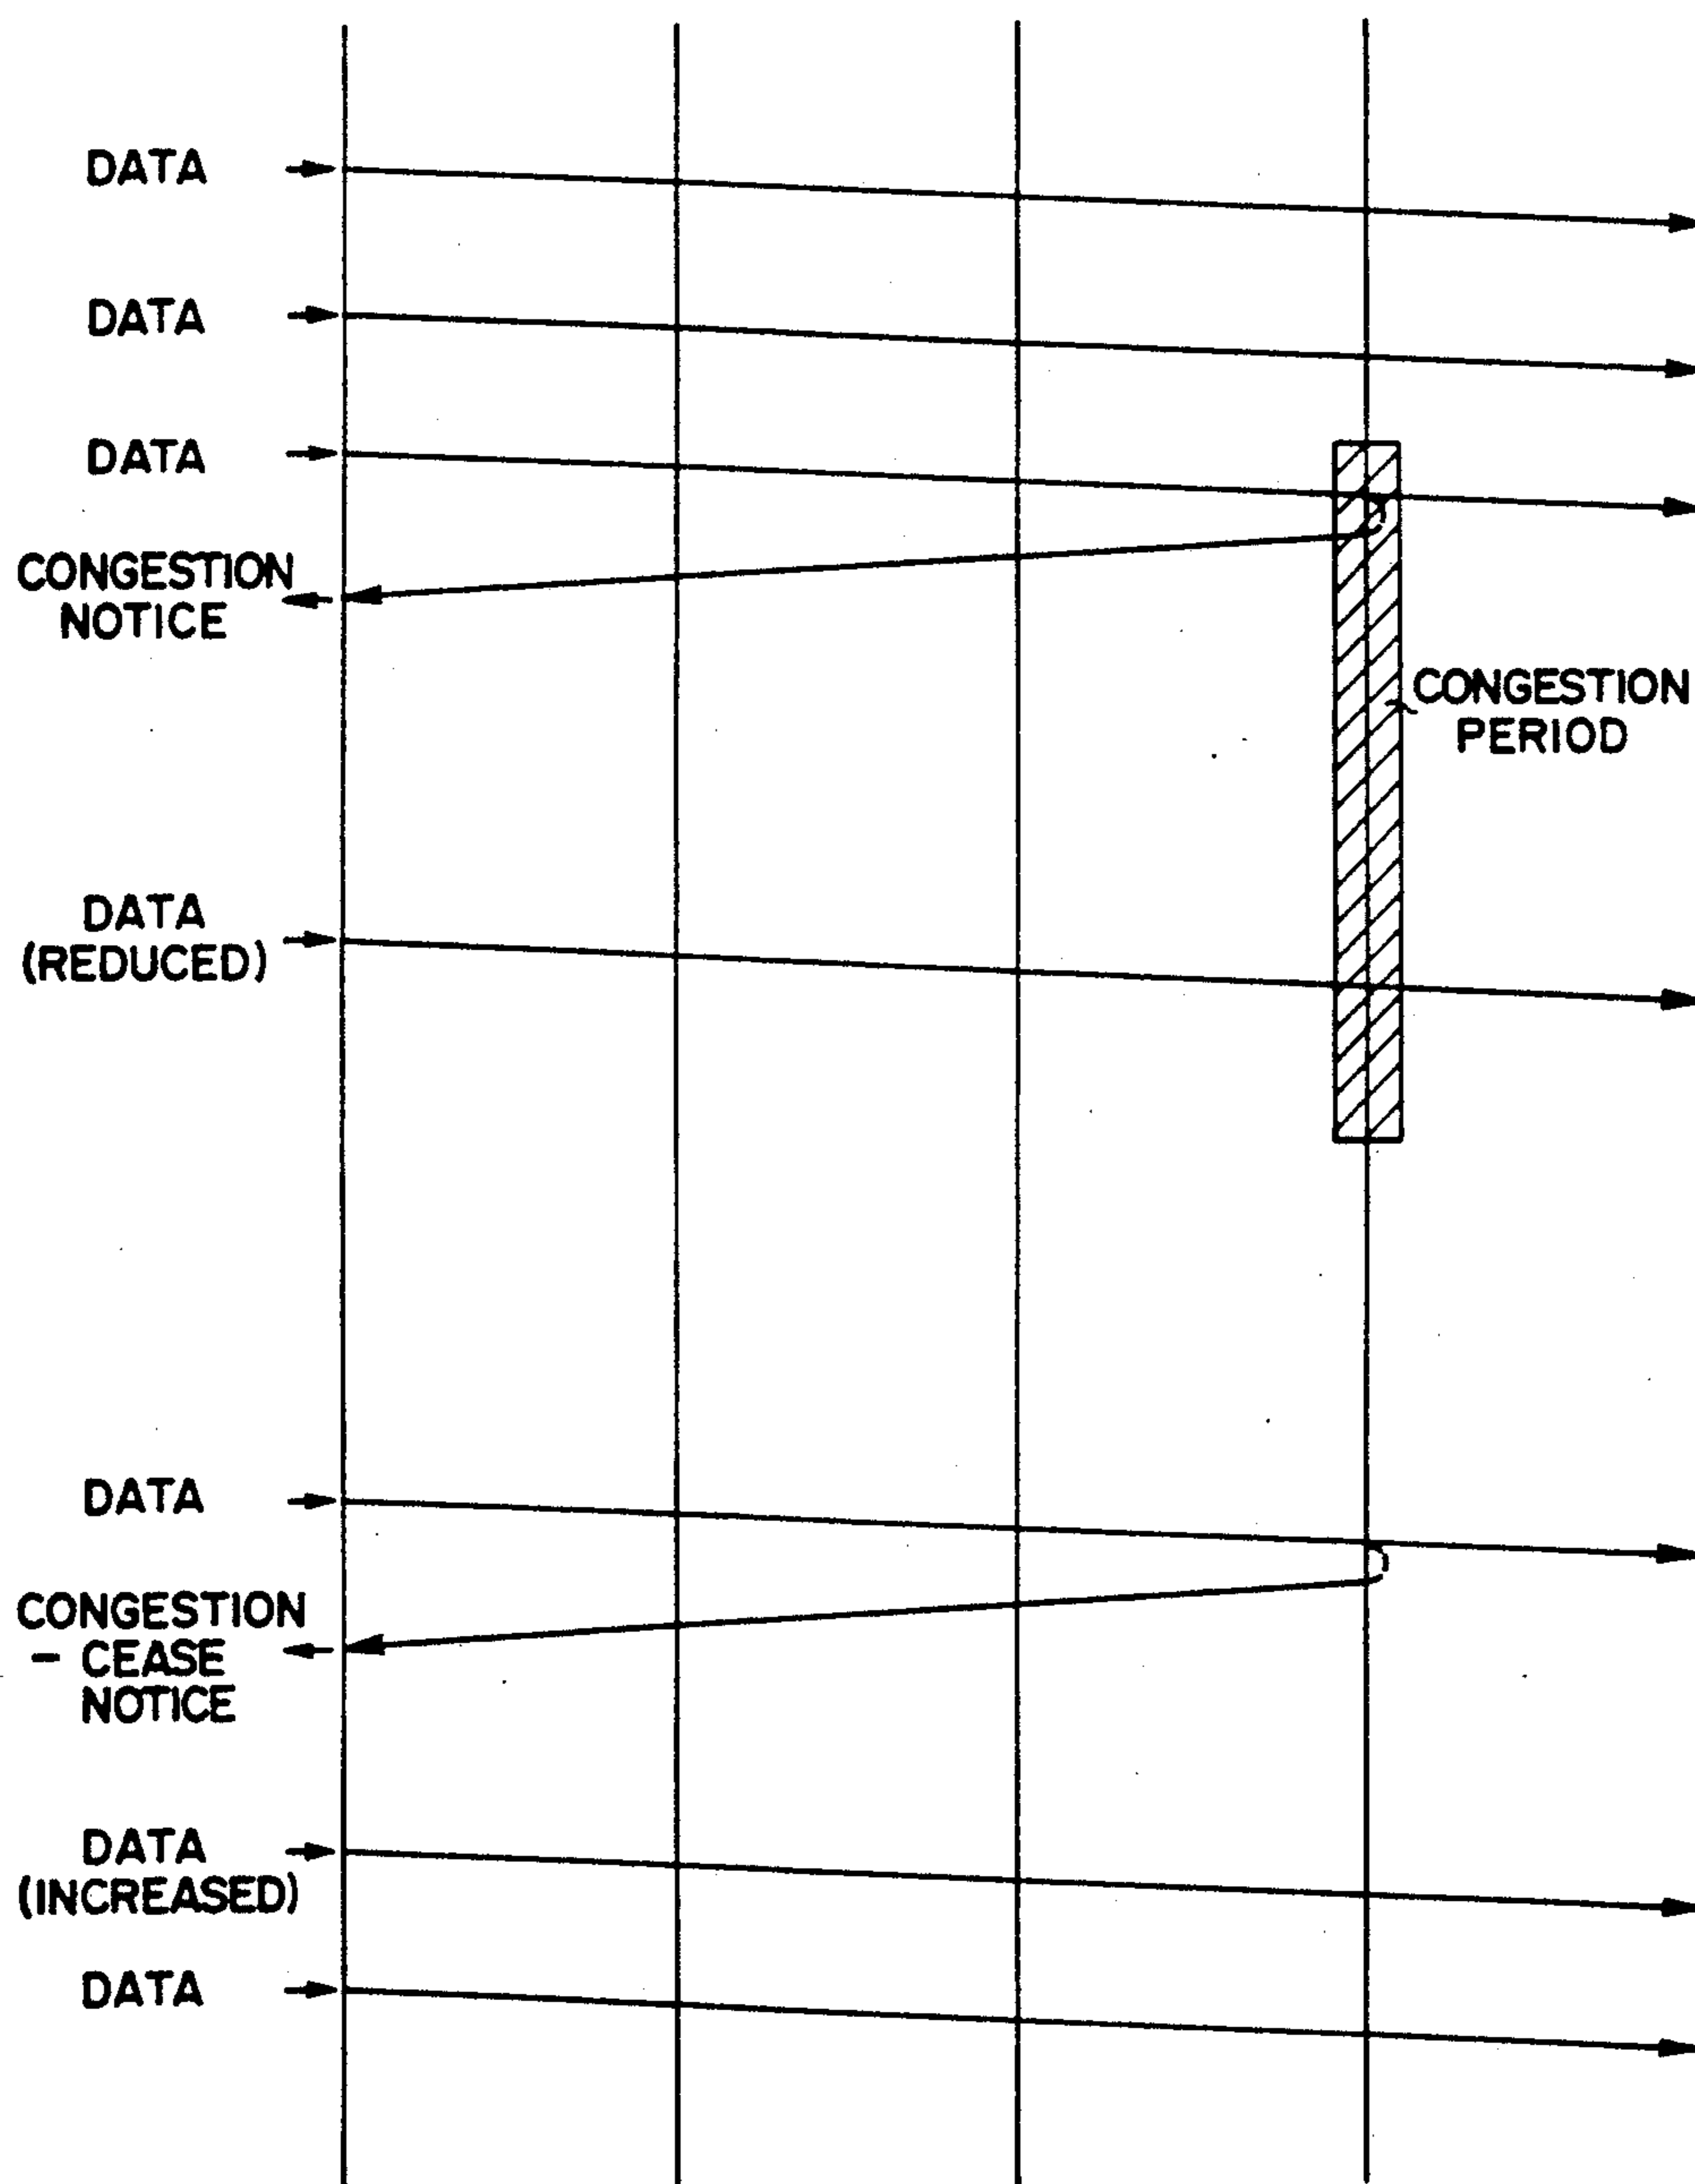 DATA
DATA
DATA
CONGESTION
NOTICE
CONGESTION
PERIOD
DATA
(REDUCED)
DATA
CONGESTION
- CEASE
NOTICE
DATA
(INCREASED)
DATA